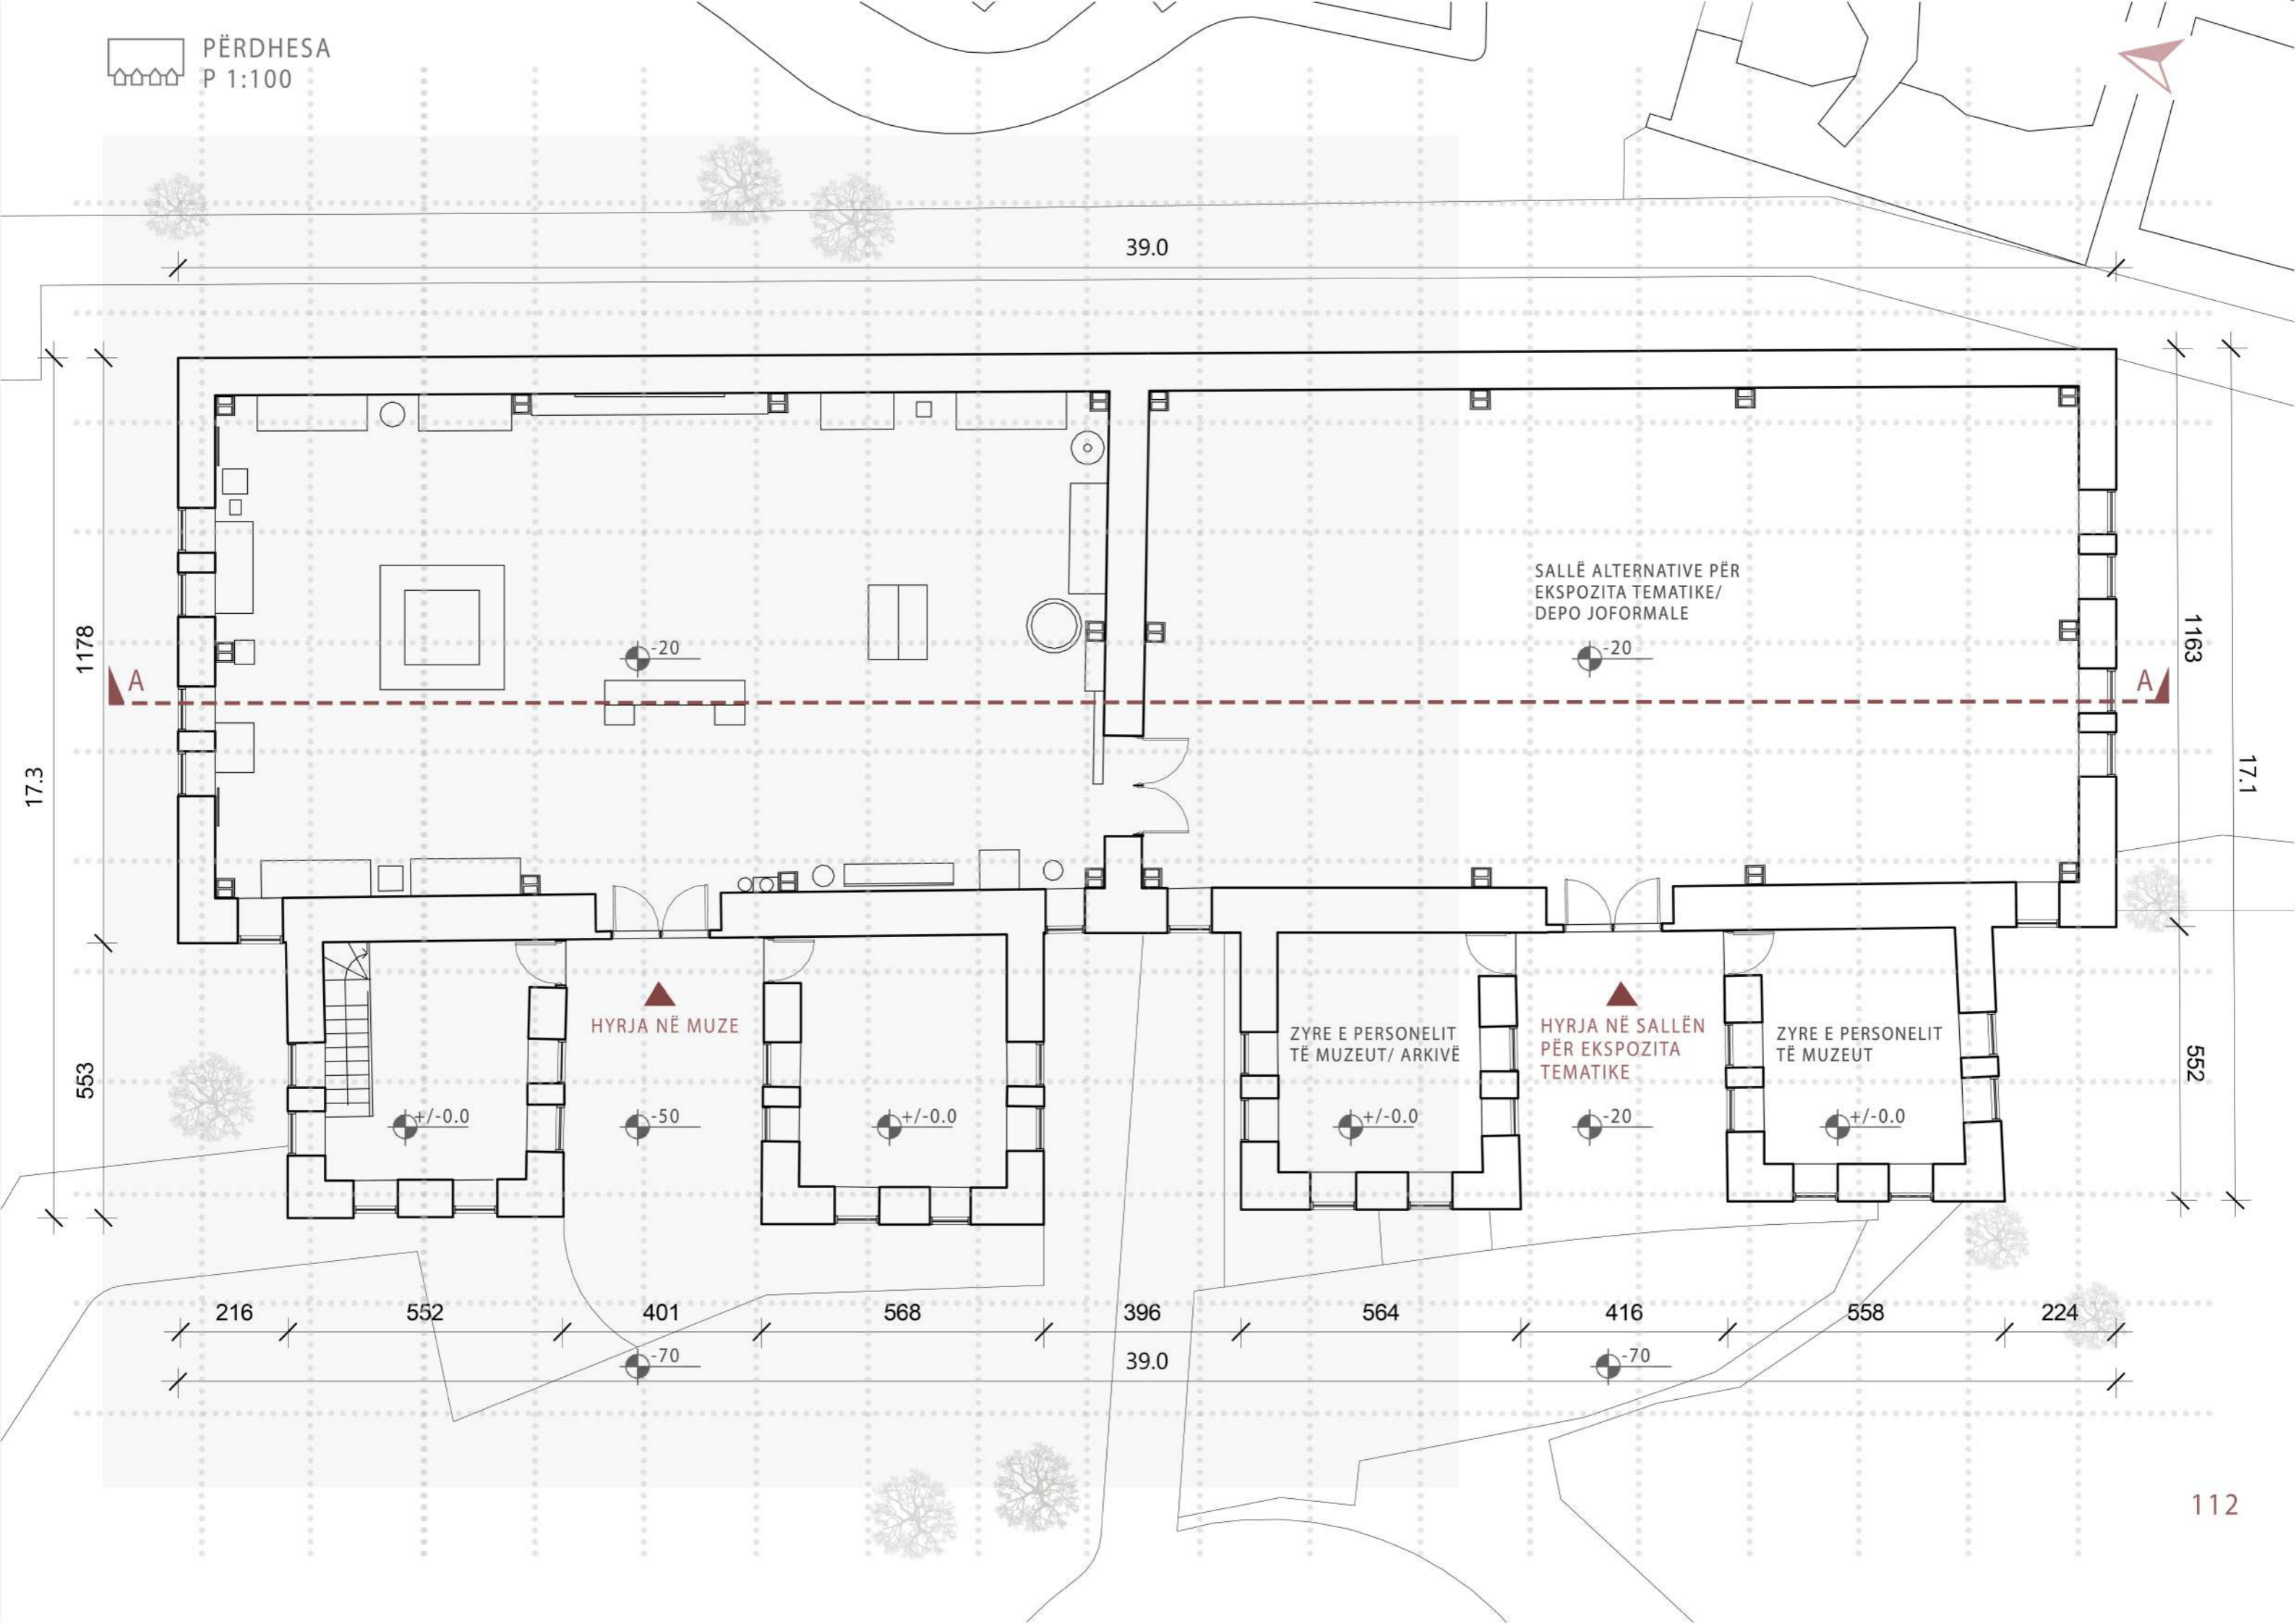 PËRDHESA
P 1:100
39.0
SALLË ALTERNATIVE PËR
EKSPOZITA TEMATIKE/
DEPO JOFORMALE
1178
-20
-20
1163
A
A
17.3
17.1
HYRJA NË MUZE
ZYRE E PERSONELIT
TË MUZEUT/ ARKIVË
HYRJA NË SALLËN
PËR EKSPOZITA
TEMATIKE
ZYRE E PERSONELIT
TË MUZEUT
553
552
+/-0.0
-50
+/-0.0
+/-0.0
-20
+/-0.0
216
552
401
568
396
564
416
558
224
-70
39.0
-70
112